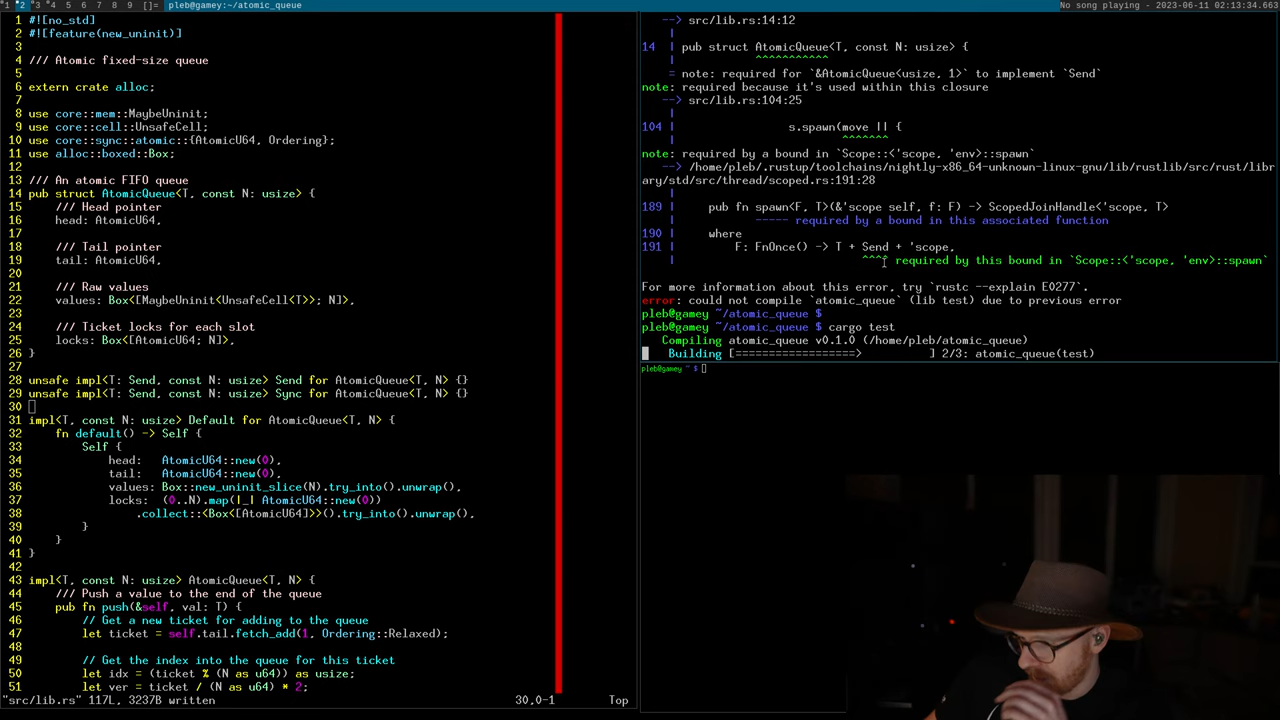 1 2 3 4 5 6 7 8 9 []= pleb@gamey:~/atomic_queue No song playing - 2023-06-11 02:13:34.663
1 #![no_std]
2 #![feature(new_uninit)]
3
4 /// Atomic fixed-size queue
5
6 extern crate alloc;
7
8 use core::mem::MaybeUninit;
9 use core::cell::UnsafeCell;
10 use core::sync::atomic::{AtomicU64, Ordering};
11 use alloc::boxed::Box;
12
13 /// An atomic FIFO queue
14 pub struct AtomicQueue<T, const N: usize> {
15     /// Head pointer
16     head: AtomicU64,
17
18     /// Tail pointer
19     tail: AtomicU64,
20
21     /// Raw values
22     values: Box<[MaybeUninit<UnsafeCell<T>>; N]>,
23
24     /// Ticket locks for each slot
25     locks: Box<[AtomicU64; N]>,
26 }
27
28 unsafe impl<T: Send, const N: usize> Send for AtomicQueue<T, N> {}
29 unsafe impl<T: Send, const N: usize> Sync for AtomicQueue<T, N> {}
30
31 impl<T, const N: usize> Default for AtomicQueue<T, N> {
32     fn default() -> Self {
33         Self {
34             head:   AtomicU64::new(0),
35             tail:   AtomicU64::new(0),
36             values: Box::new_uninit_slice(N).try_into().unwrap(),
37             locks:  (0..N).map(|_| AtomicU64::new(0))
38                 .collect::<Box<[AtomicU64]>>().try_into().unwrap(),
39         }
40     }
41 }
42
43 impl<T, const N: usize> AtomicQueue<T, N> {
44     /// Push a value to the end of the queue
45     pub fn push(&self, val: T) {
46         // Get a new ticket for adding to the queue
47         let ticket = self.tail.fetch_add(1, Ordering::Relaxed);
48
49         // Get the index into the queue for this ticket
50         let idx = (ticket % (N as u64)) as usize;
51         let ver = ticket / (N as u64) * 2;
"src/lib.rs" 117L, 3237B written 30,0-1 Top
--> src/lib.rs:14:12
|
14 | pub struct AtomicQueue<T, const N: usize> {
| ^^^^^^^^^^^
= note: required for `&AtomicQueue<usize, 1>` to implement `Send`
note: required because it's used within this closure
--> src/lib.rs:104:25
|
104 | s.spawn(move || {
| ^^^^^^^
note: required by a bound in `Scope::<'scope, 'env>::spawn`
--> /home/pleb/.rustup/toolchains/nightly-x86_64-unknown-linux-gnu/lib/rustlib/src/rust/libr
ary/std/src/thread/scoped.rs:191:28
|
189 | pub fn spawn<F, T>(&'scope self, f: F) -> ScopedJoinHandle<'scope, T>
| ----- required by a bound in this associated function
190 | where
191 | F: FnOnce() -> T + Send + 'scope,
| ^^^^ required by this bound in `Scope::<'scope, 'env>::spawn`

For more information about this error, try `rustc --explain E0277`.
error: could not compile `atomic_queue` (lib test) due to previous error
pleb@gamey ~/atomic_queue $
pleb@gamey ~/atomic_queue $ cargo test
Compiling atomic_queue v0.1.0 (/home/pleb/atomic_queue)
Building [==================> ] 2/3: atomic_queue(test)
pleb@gamey ~ $